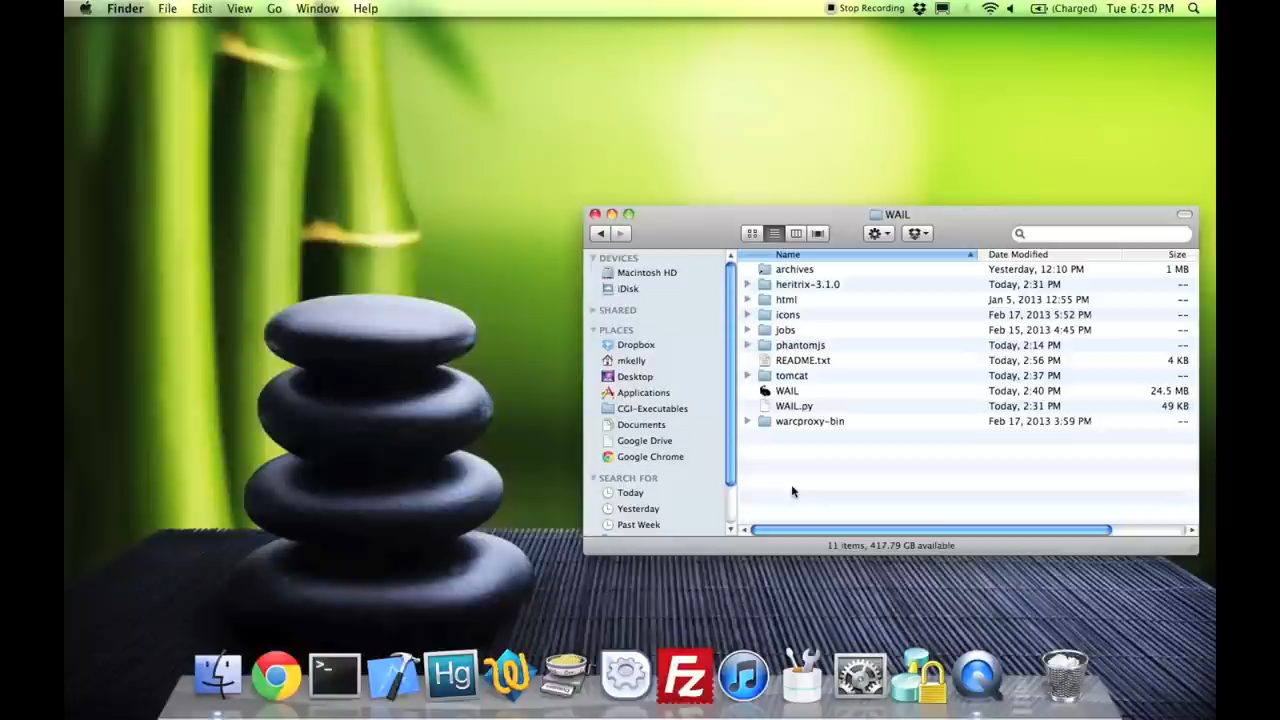 Finder File Edit View Go Window Help Stop Recording (Charged) Tue 6:25 PM
WAIL
Name Date Modified Size
DEVICES
Macintosh HD
iDisk
SHARED
PLACES
Dropbox
mkelly
Desktop
Applications
CGI-Executables
Documents
Google Drive
Google Chrome
SEARCH FOR
Today
Yesterday
Past Week
archives Yesterday, 12:10 PM 1 MB
heritrix-3.1.0 Today, 2:31 PM --
html Jan 5, 2013 12:55 PM --
icons Feb 17, 2013 5:52 PM --
jobs Feb 15, 2013 4:45 PM --
phantomjs Today, 2:14 PM --
README.txt Today, 2:56 PM 4 KB
tomcat Today, 2:37 PM --
WAIL Today, 2:40 PM 24.5 MB
WAIL.py Today, 2:31 PM 49 KB
warcproxy-bin Feb 17, 2013 3:59 PM --
11 items, 417.79 GB available
>_
Hg
FZ